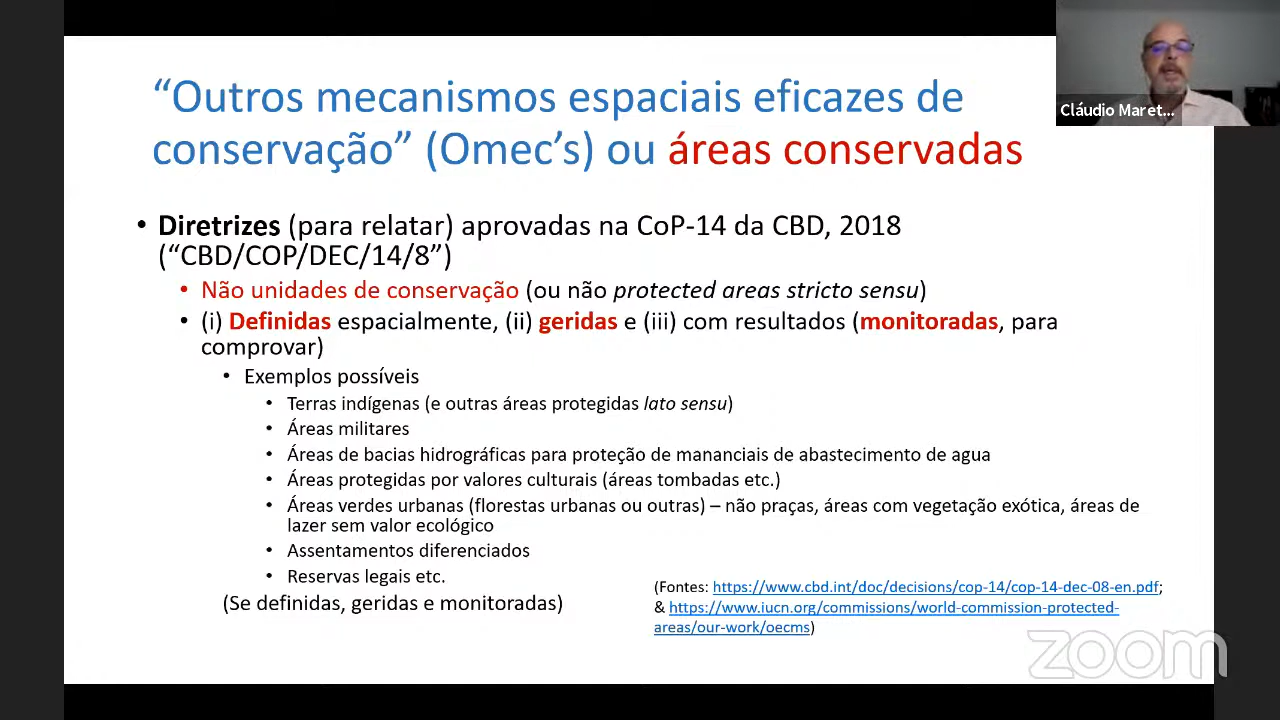 “Outros mecanismos espaciais eficazes de
conservação” (Omec’s) ou áreas conservadas
Cláudio Maret...
• Diretrizes (para relatar) aprovadas na CoP-14 da CBD, 2018
(“CBD/COP/DEC/14/8”)
• Não unidades de conservação (ou não protected areas stricto sensu)
• (i) Definidas espacialmente, (ii) geridas e (iii) com resultados (monitoradas, para
comprovar)
• Exemplos possíveis
• Terras indígenas (e outras áreas protegidas lato sensu)
• Áreas militares
• Áreas de bacias hidrográficas para proteção de mananciais de abastecimento de agua
• Áreas protegidas por valores culturais (áreas tombadas etc.)
• Áreas verdes urbanas (florestas urbanas ou outras) – não praças, áreas com vegetação exótica, áreas de
lazer sem valor ecológico
• Assentamentos diferenciados
• Reservas legais etc.
(Se definidas, geridas e monitoradas)
(Fontes: https://www.cbd.int/doc/decisions/cop-14/cop-14-dec-08-en.pdf;
& https://www.iucn.org/commissions/world-commission-protected-
areas/our-work/oecms)
zoom